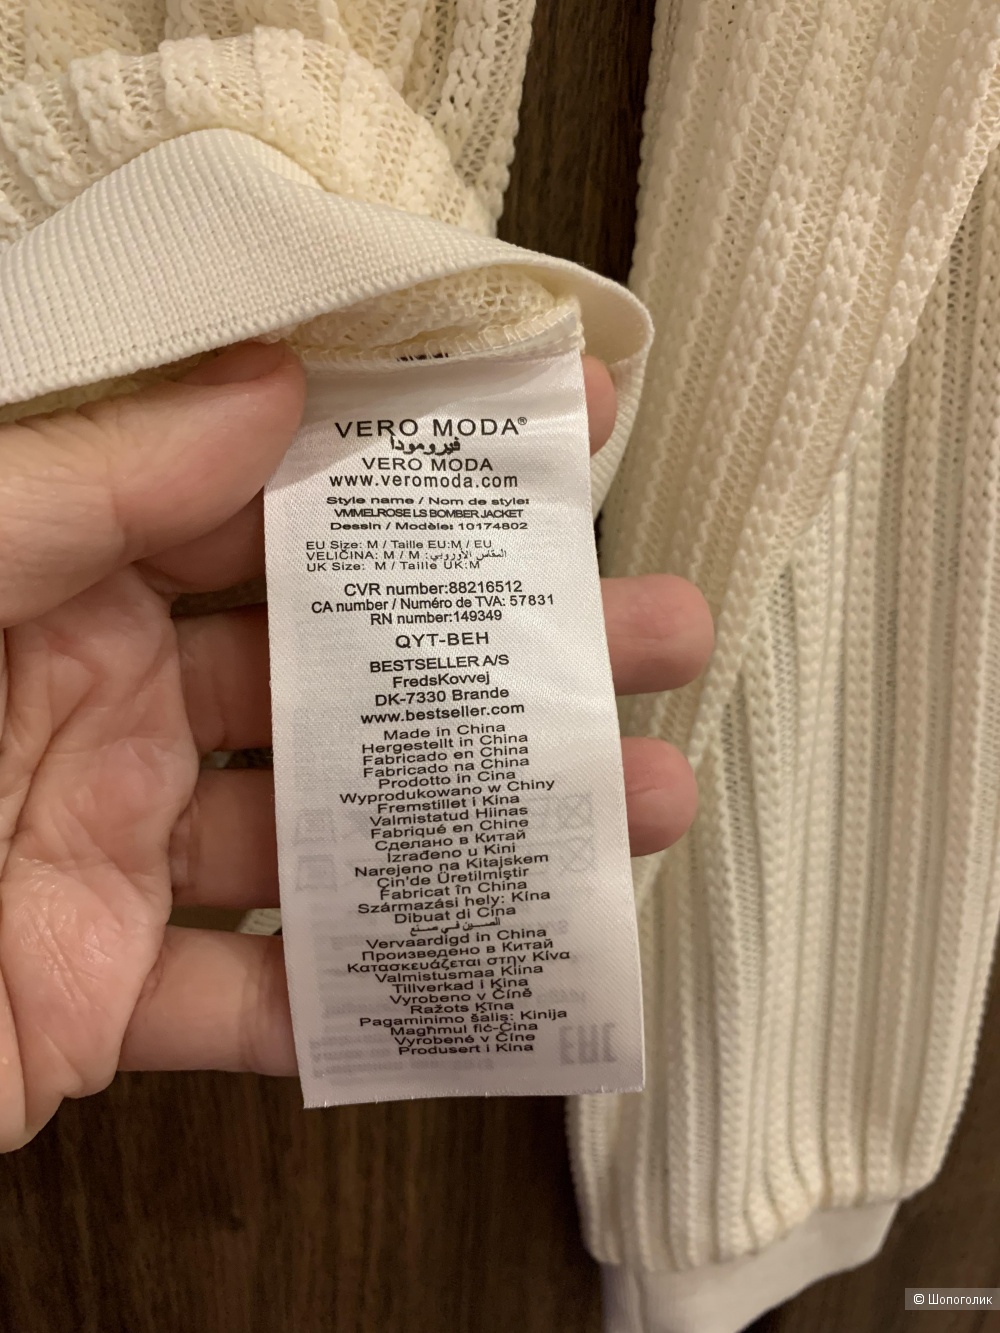 VERO MODA®
فيرومودا
VERO MODA
www.veromoda.com
Style name / Nom de style:
VMMELROSE LS BOMBER JACKET
Dessin / Modèle: 10174802
EU Size: M / Taille EU:M / EU
VELIČINA: M / M :المقاس الأوروبي
UK Size: M / Taille UK:M
CVR number:88216512
CA number / Numéro de TVA: 57831
RN number:149349
QYT-BEH
BESTSELLER A/S
FredsKovvej
DK-7330 Brande
www.bestseller.com
Made in China
Hergestellt in China
Fabricado en China
Fabricado na China
Prodotto in Cina
Wyprodukowano w Chiny
Fremstillet i Kina
Valmistatud Hiinas
Fabriqué en Chine
Сделано в Китай
Izrađeno u Kini
Narejeno na Kitajskem
Çin'de Üretilmiştir
Fabricat în China
Származási hely: Kína
Dibuat di Cina
الصين في صنع
Vervaardigd in China
Произведено в Китай
Κατασκευάζεται στην Κίνα
Valmistusmaa Kiina
Tillverkad i Kina
Vyrobeno v Číně
Ražots Ķīna
Pagaminimo šalis: Kinija
Magħmul fiċ-Ċina
Vyrobené v Číne
Produsert i Kina
© Шопоголик